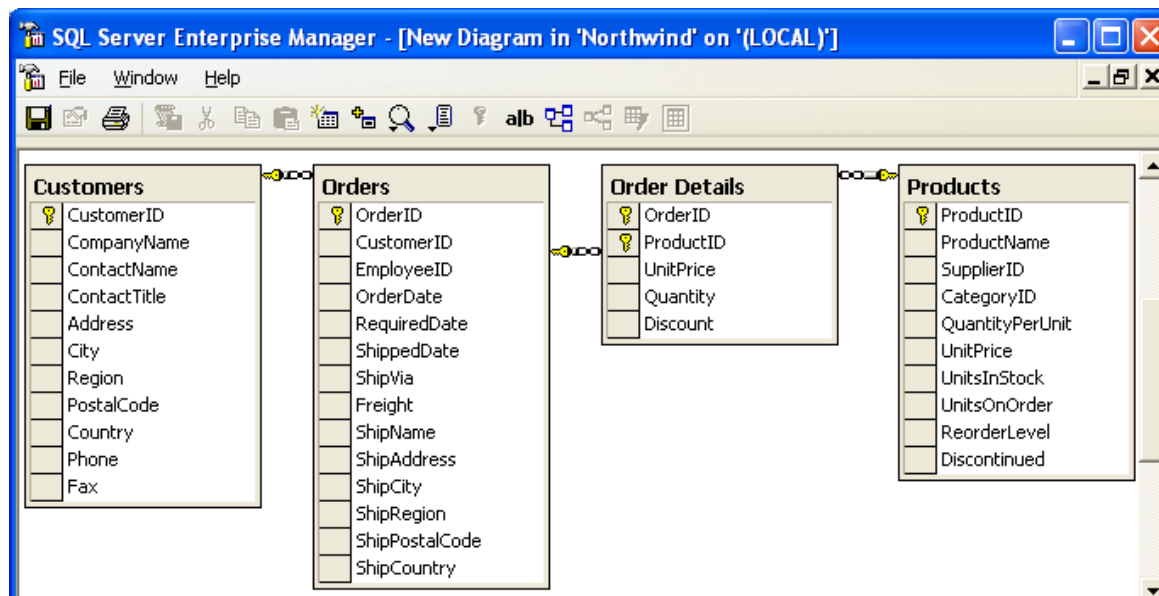 SQL Server Enterprise Manager - [New Diagram in 'Northwind' on '(LOCAL)']
File Window Help
a|b
Customers
CustomerID
CompanyName
ContactName
ContactTitle
Address
City
Region
PostalCode
Country
Phone
Fax
Orders
OrderID
CustomerID
EmployeeID
OrderDate
RequiredDate
ShippedDate
ShipVia
Freight
ShipName
ShipAddress
ShipCity
ShipRegion
ShipPostalCode
ShipCountry
Order Details
OrderID
ProductID
UnitPrice
Quantity
Discount
Products
ProductID
ProductName
SupplierID
CategoryID
QuantityPerUnit
UnitPrice
UnitsInStock
UnitsOnOrder
ReorderLevel
Discontinued